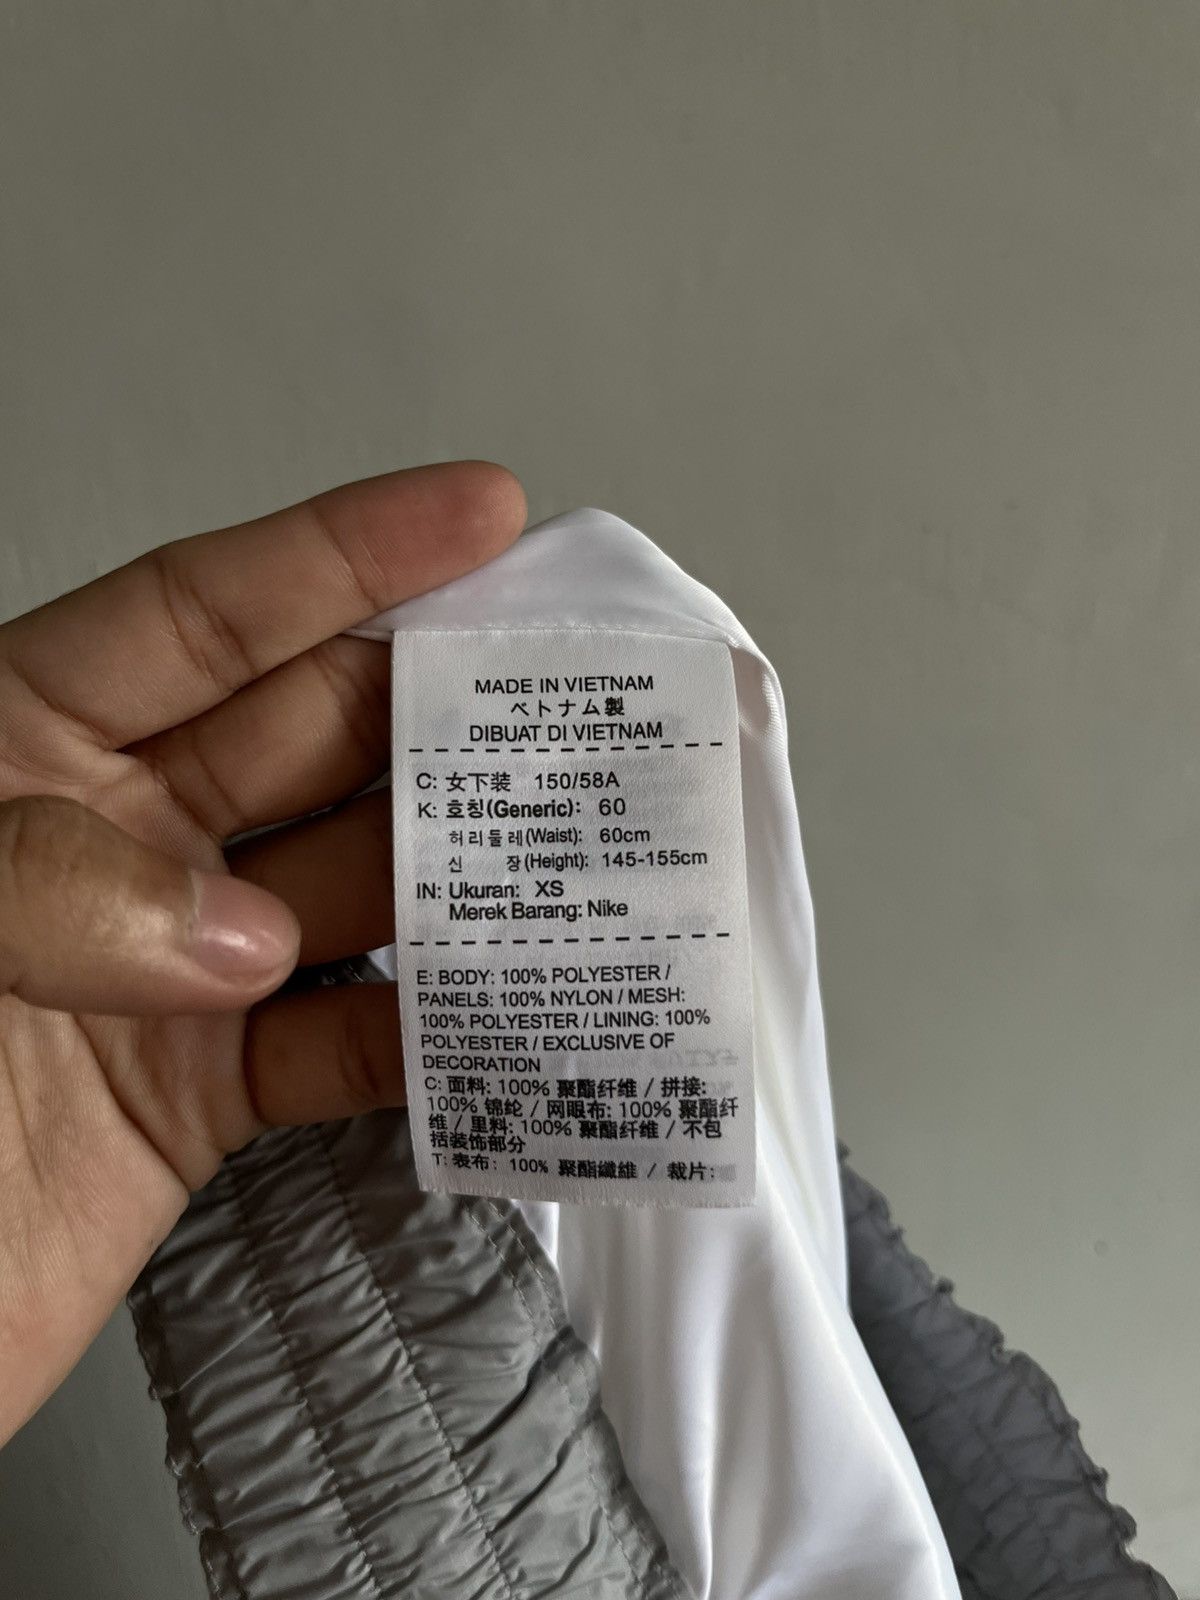 MADE IN VIETNAM
ベトナム製
DIBUAT DI VIETNAM
C: 女下装 150/58A
K: 호칭(Generic): 60
허리둘레(Waist): 60cm
신 장(Height): 145-155cm
IN: Ukuran: XS
Merek Barang: Nike
E: BODY: 100% POLYESTER /
PANELS: 100% NYLON / MESH:
100% POLYESTER / LINING: 100%
POLYESTER / EXCLUSIVE OF
DECORATION
C: 面料: 100% 聚酯纤维 / 拼接:
100% 锦纶 / 网眼布: 100% 聚酯纤
维 / 里料: 100% 聚酯纤维 / 不包
括装饰部分
T: 表布: 100% 聚酯纖維 / 裁片: